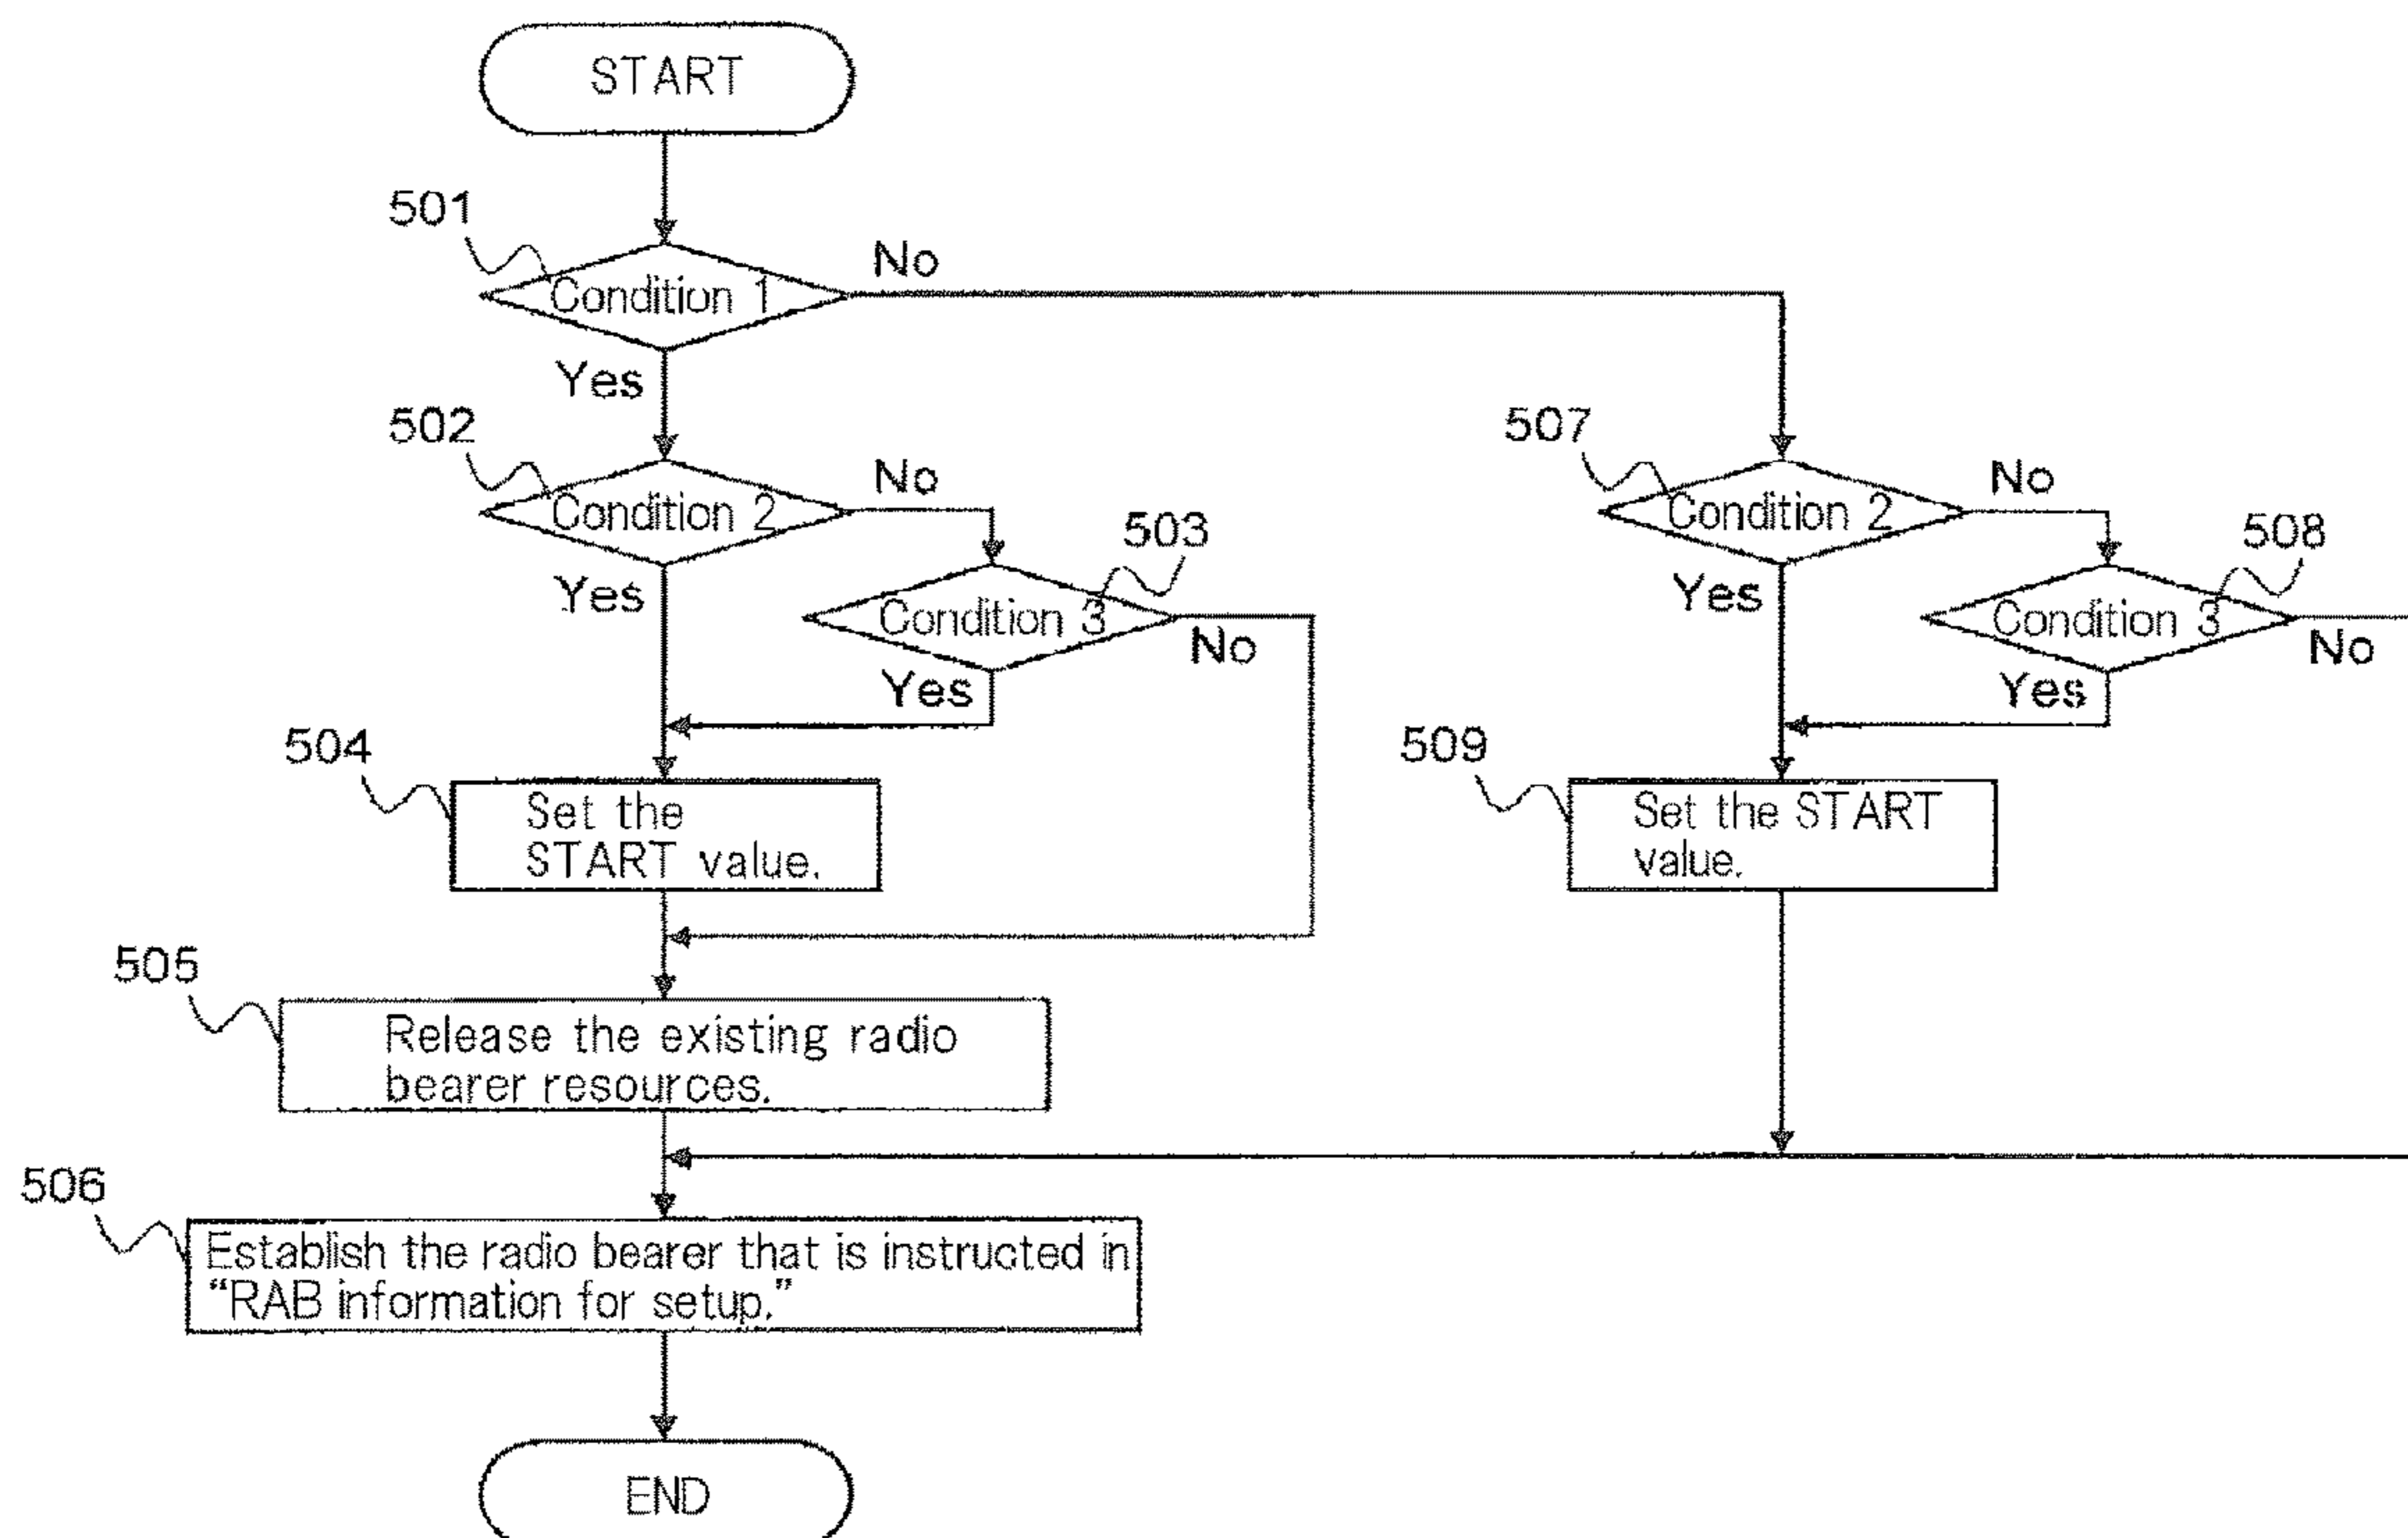 START
501
Condition 1
No
Yes
502
Condition 2
No
503
Yes
Condition 3
No
Yes
504
Set the
START value.
505
Release the existing radio
bearer resources.
506
Establish the radio bearer that is instructed in
“RAB information for setup.”
END
507
Condition 2
No
508
Yes
Condition 3
No
Yes
509
Set the START
value.